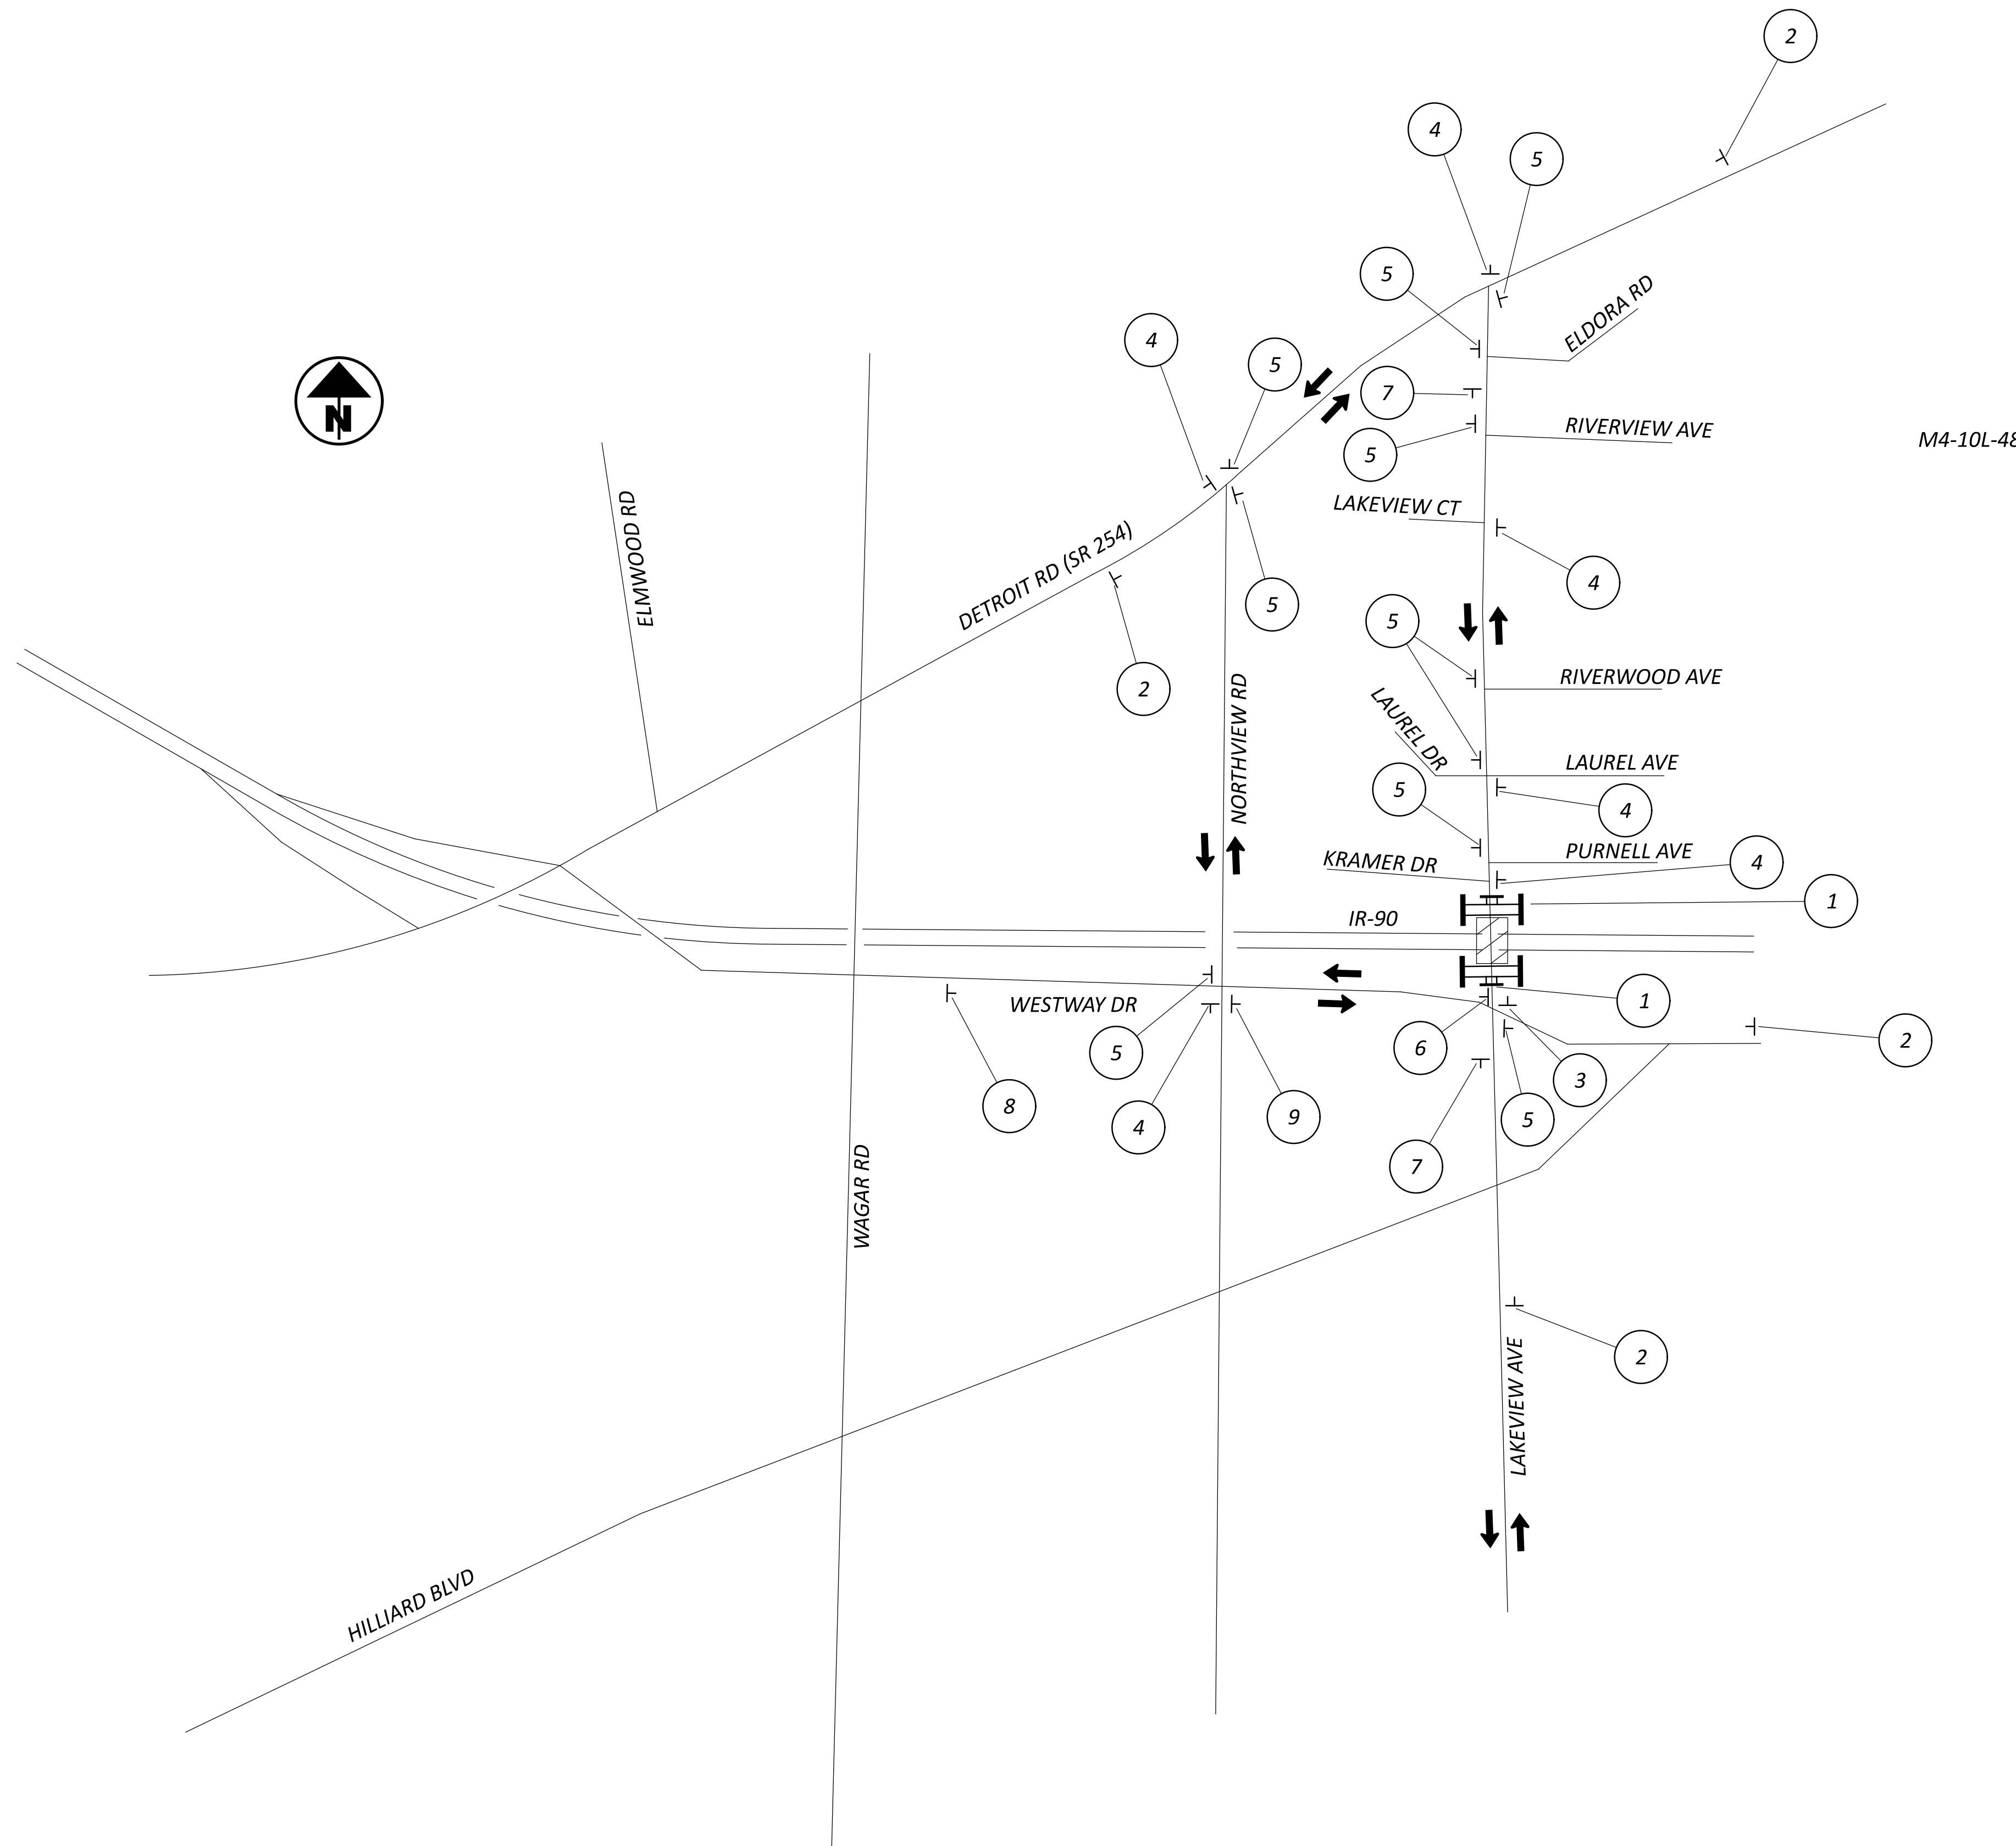 2
4
5
5
ELDORA RD
4
5
7
N
RIVERVIEW AVE
M4-10L-48
5
LAKEVIEW CT
ELMWOOD RD
DETROIT RD (SR 254)
4
5
5
2
RIVERWOOD AVE
NORTHVIEW RD
LAUREL DR
LAUREL AVE
5
4
KRAMER DR
PURNELL AVE
4
1
IR-90
WESTWAY DR
1
5
6
2
3
8
4
9
5
7
WAGAR RD
2
LAKEVIEW AVE
HILLIARD BLVD